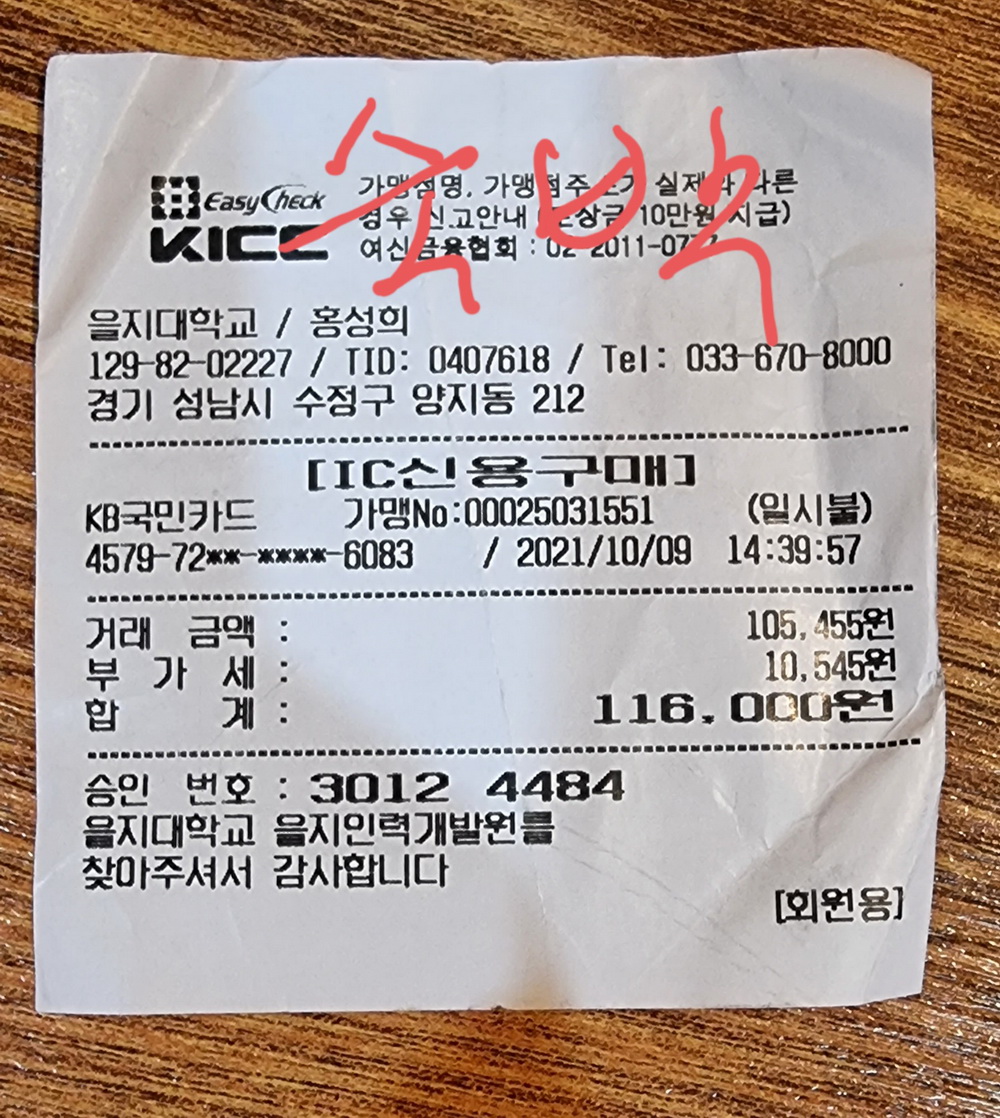 숙박
EasyCheck
KICC
가맹점명, 가맹점주 실제와 다른
경우 신고안내 (포상금 10만원 지급)
여신금융협회 : 02-2011-0777
을지대학교 / 홍성희
129-82-02227 / TID: 0407618 / Tel: 033-670-8000
경기 성남시 수정구 양지동 212
[IC신용구매]
KB국민카드 가맹No:00025031551 (일시불)
4579-72**-****-6083 / 2021/10/09 14:39:57
거래 금액 : 105,455원
부 가 세 : 10,545원
합 계 : 116,000원
승인 번호 : 3012 4484
을지대학교 을지인력개발원를
찾아주셔서 감사합니다
[회원용]